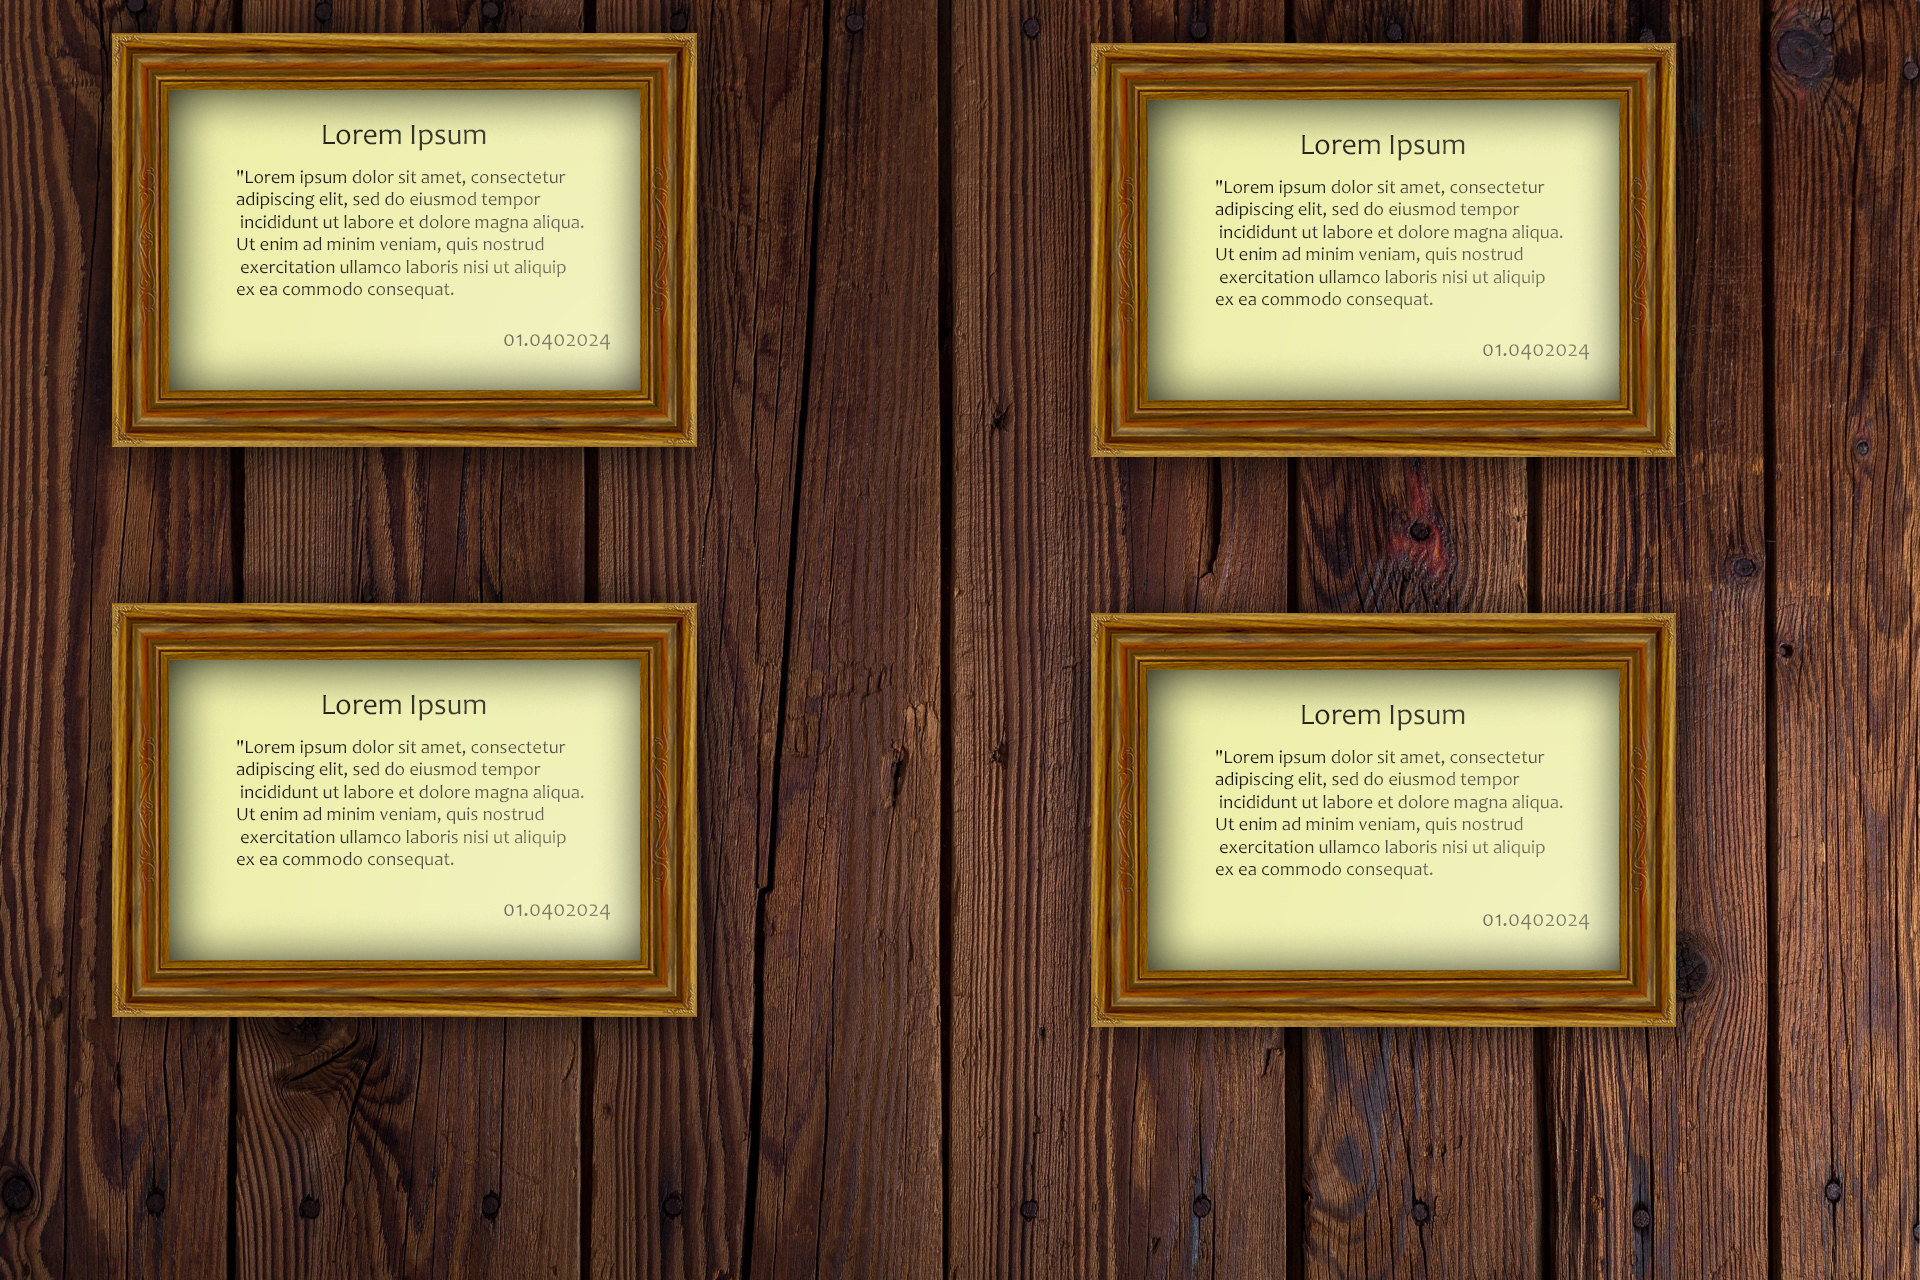 Lorem Ipsum
"Lorem ipsum dolor sit amet, consectetur
adipiscing elit, sed do eiusmod tempor
incididunt ut labore et dolore magna aliqua.
Ut enim ad minim veniam, quis nostrud
exercitation ullamco laboris nisi ut aliquip
ex ea commodo consequat.
01.0402024
Lorem Ipsum
"Lorem ipsum dolor sit amet, consectetur
adipiscing elit, sed do eiusmod tempor
incididunt ut labore et dolore magna aliqua.
Ut enim ad minim veniam, quis nostrud
exercitation ullamco laboris nisi ut aliquip
ex ea commodo consequat.
01.0402024
Lorem Ipsum
"Lorem ipsum dolor sit amet, consectetur
adipiscing elit, sed do eiusmod tempor
incididunt ut labore et dolore magna aliqua.
Ut enim ad minim veniam, quis nostrud
exercitation ullamco laboris nisi ut aliquip
ex ea commodo consequat.
01.0402024
Lorem Ipsum
"Lorem ipsum dolor sit amet, consectetur
adipiscing elit, sed do eiusmod tempor
incididunt ut labore et dolore magna aliqua.
Ut enim ad minim veniam, quis nostrud
exercitation ullamco laboris nisi ut aliquip
ex ea commodo consequat.
01.0402024